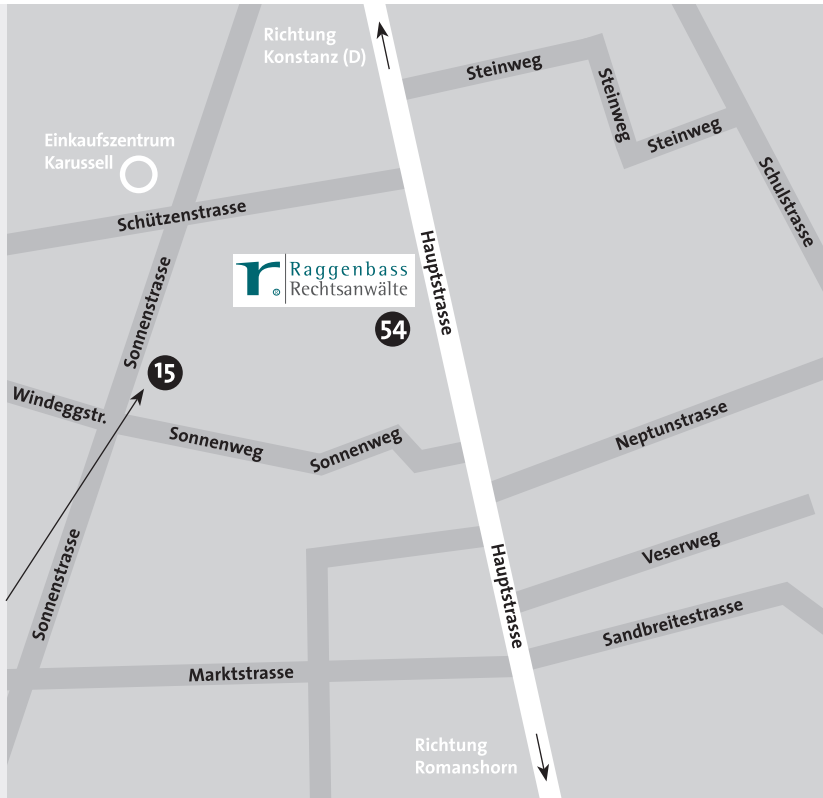 Richtung
Konstanz (D)
Steinweg
Steinweg
Steinweg
Einkaufszentrum
Karussell
Schulstrasse
Schützenstrasse
Hauptstrasse
Raggenbass
Rechtsanwälte
Sonnenstrasse
54
15
Windeggstr.
Sonnenweg
Sonnenweg
Neptunstrasse
Sonnenstrasse
Hauptstrasse
Veserweg
Sandbreitestrasse
Marktstrasse
Richtung
Romanshorn